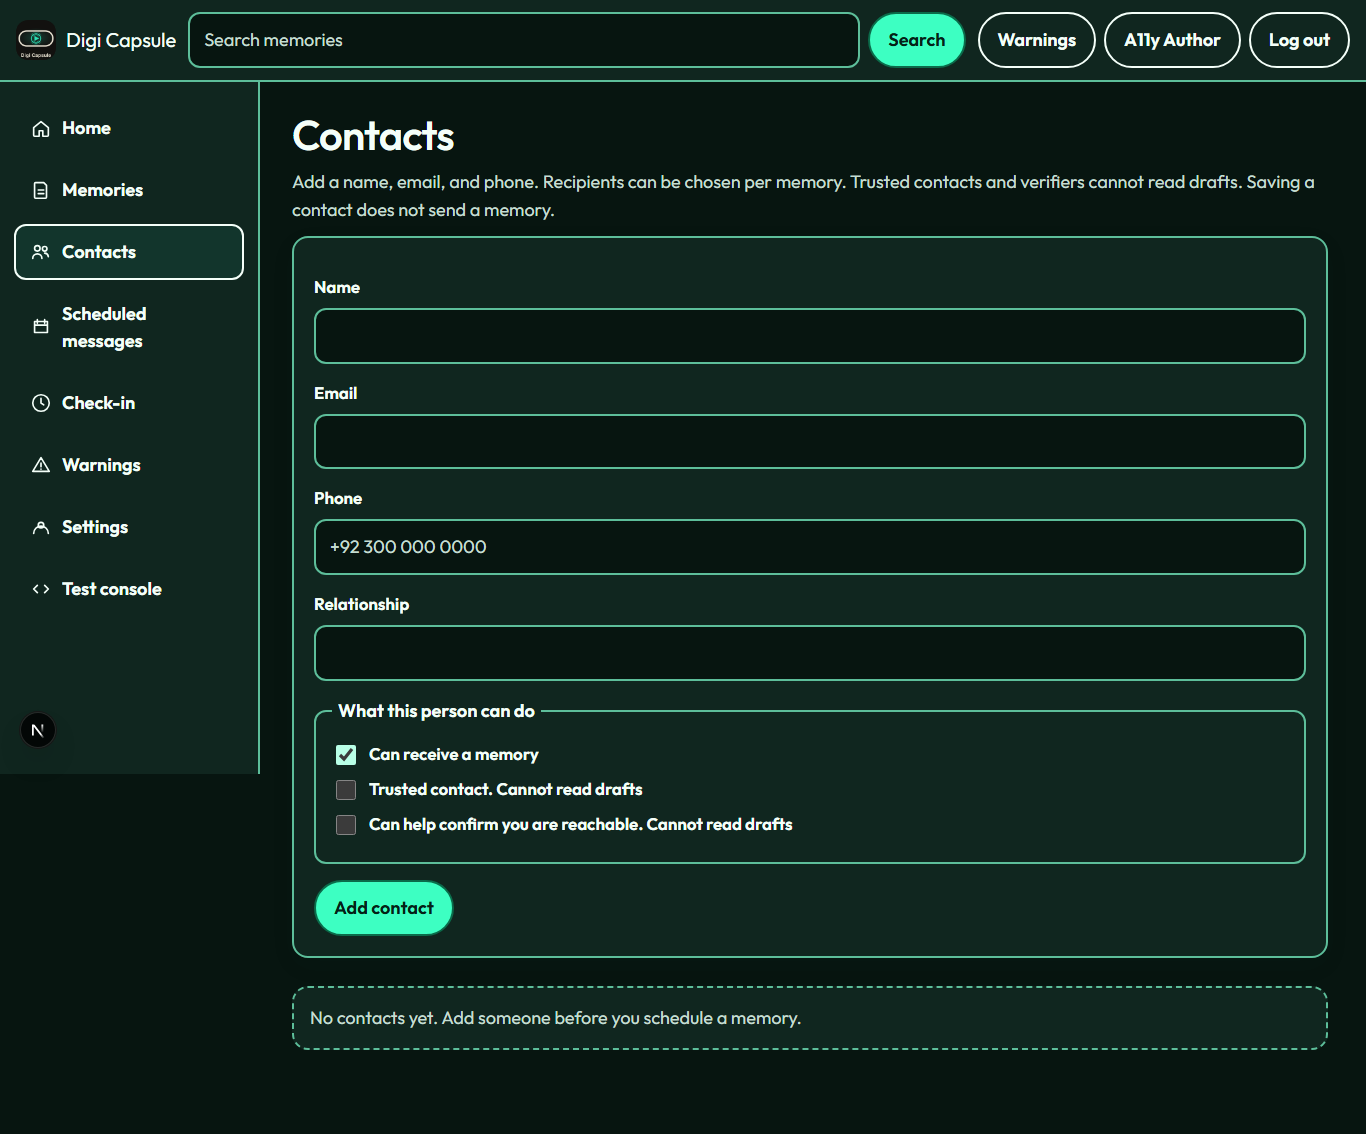 Digi Capsule
Digi Capsule
Search memories
Search
Warnings
A11y Author
Log out
Home
Memories
Contacts
Scheduled
messages
Check-in
Warnings
Settings
Test console
N
Contacts
Add a name, email, and phone. Recipients can be chosen per memory. Trusted contacts and verifiers cannot read drafts. Saving a
contact does not send a memory.
Name
Email
Phone
+92 300 000 0000
Relationship
What this person can do
Can receive a memory
Trusted contact. Cannot read drafts
Can help confirm you are reachable. Cannot read drafts
Add contact
No contacts yet. Add someone before you schedule a memory.